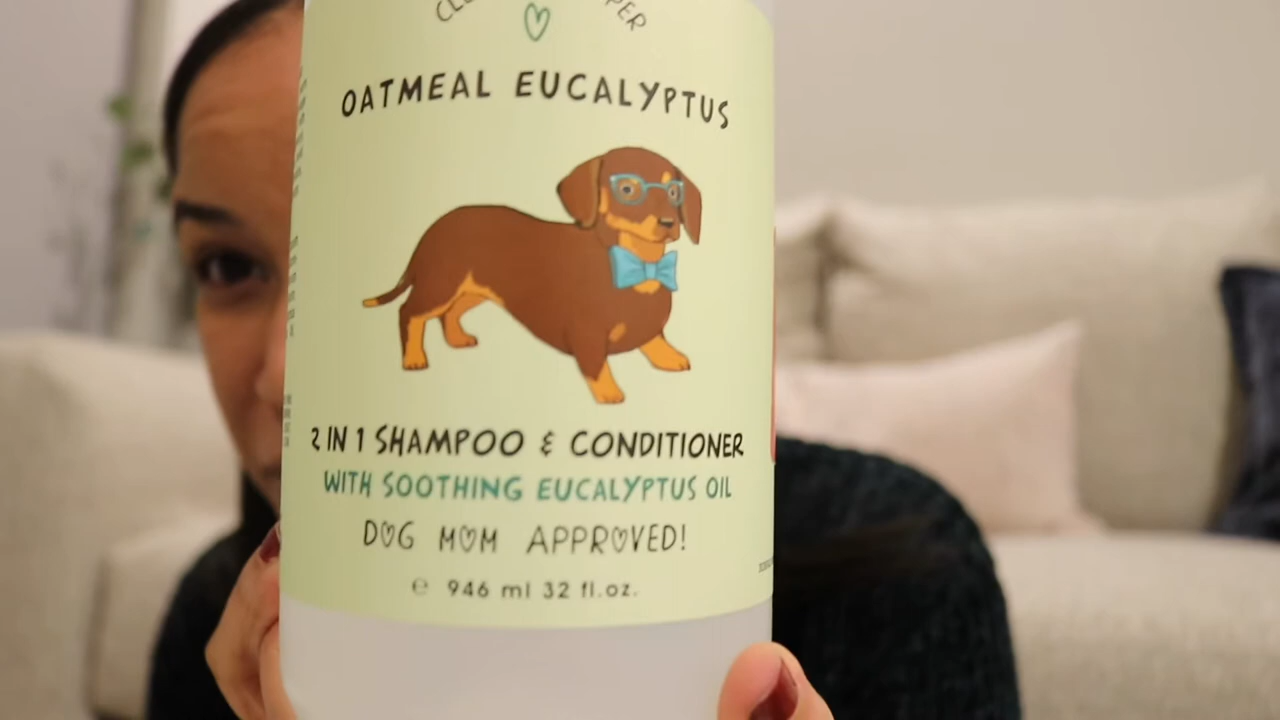 OATMEAL EUCALYPTUS
2 IN 1 SHAMPOO & CONDITIONER
WITH SOOTHING EUCALYPTUS OIL
DOG MOM APPROVED!
℮ 946 ml 32 fl.oz.